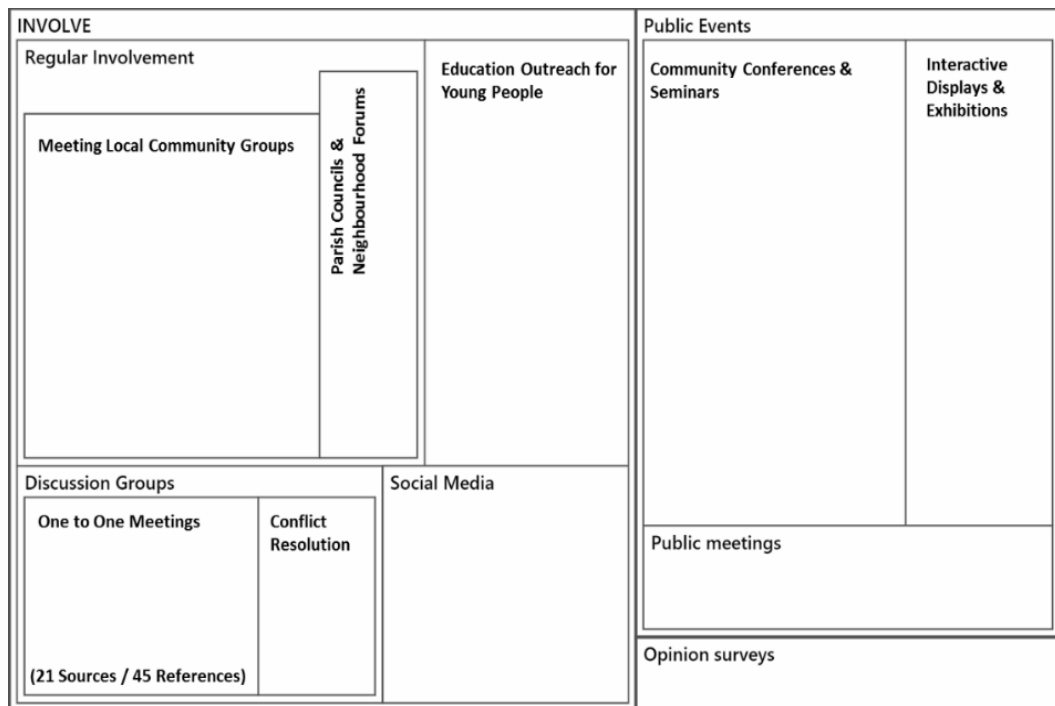 INVOLVE
Regular Involvement
Meeting Local Community Groups
Parish Councils &
Neighbourhood Forums
Education Outreach for
Young People
Discussion Groups
One to One Meetings
(21 Sources / 45 References)
Conflict
Resolution
Social Media
Public Events
Community Conferences &
Seminars
Interactive
Displays &
Exhibitions
Public meetings
Opinion surveys